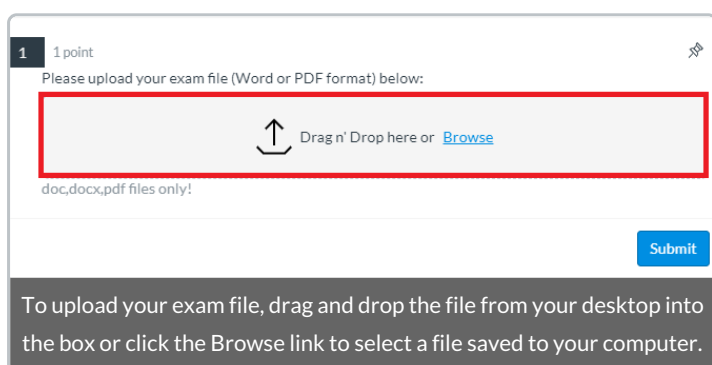 1 1 point
Please upload your exam file (Word or PDF format) below:
Drag n' Drop here or Browse
doc,docx,pdf files only!
Submit
To upload your exam file, drag and drop the file from your desktop into
the box or click the Browse link to select a file saved to your computer.